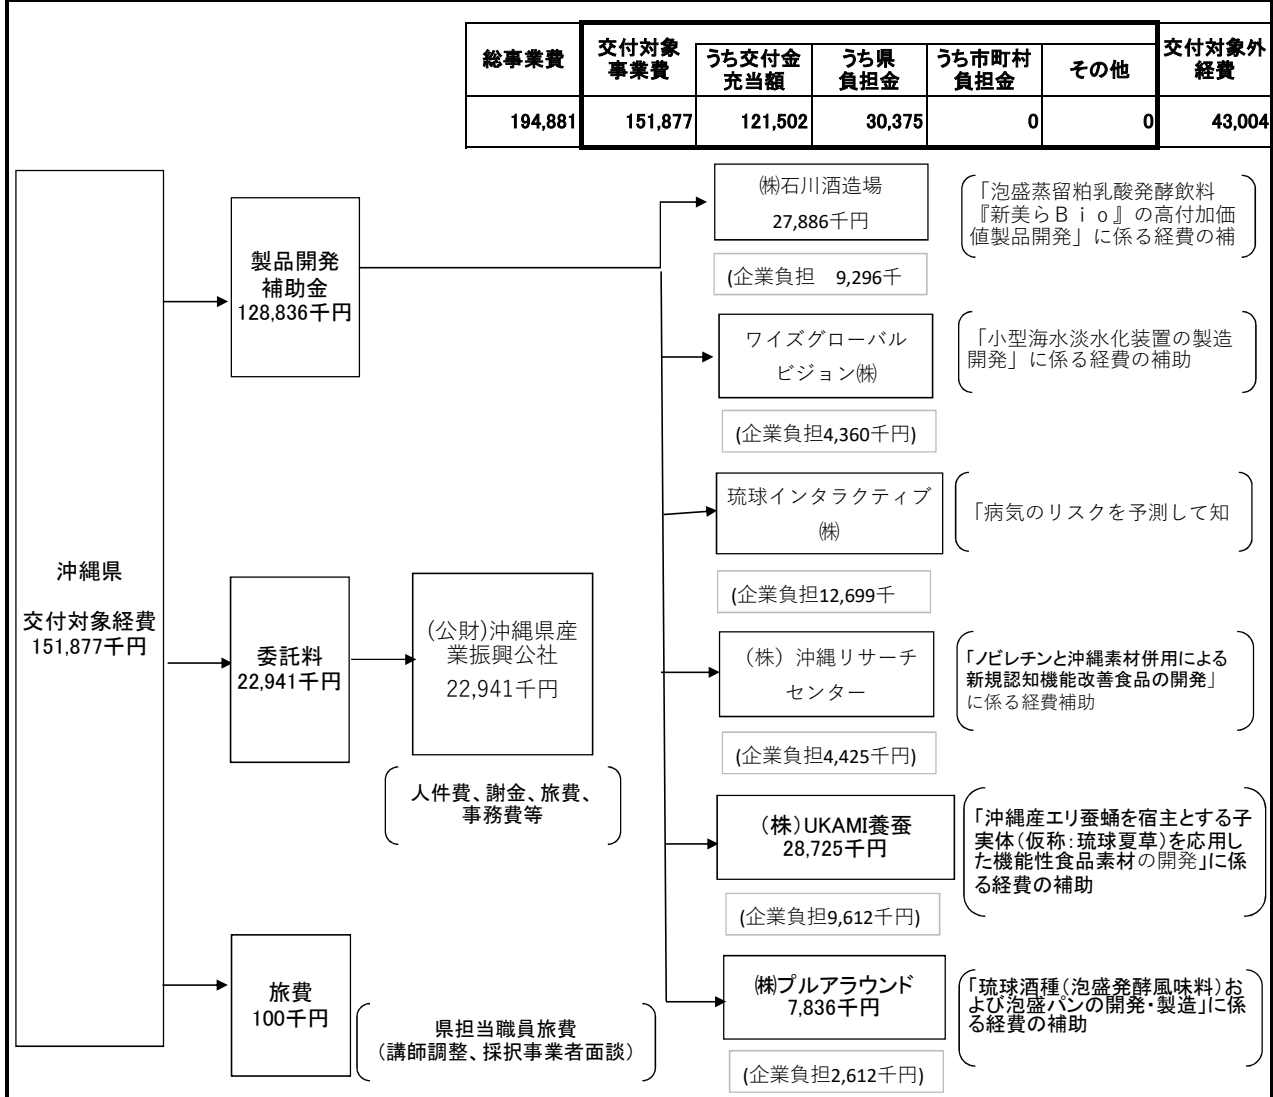 総事業費
交付対象
事業費
うち交付金
充当額
うち県
負担金
うち市町村
負担金
その他
交付対象外
経費
194,881 151,877 121,502 30,375 0 0 43,004
沖縄県
交付対象経費
151,877千円
製品開発
補助金
128,836千円
委託料
22,941千円
(公財)沖縄県産
業振興公社
22,941千円
人件費、謝金、旅費、
事務費等
旅費
100千円
県担当職員旅費
(講師調整、採択事業者面談)
㈱石川酒造場
27,886千円
(企業負担　9,296千
「泡盛蒸留粕乳酸発酵飲料
『新美らＢｉｏ』の高付加価
値製品開発」に係る経費の補
ワイズグローバル
ビジョン㈱
(企業負担4,360千円)
「小型海水淡水化装置の製造
開発」に係る経費の補助
琉球インタラクティブ
㈱
(企業負担12,699千
「病気のリスクを予測して知
（株）沖縄リサーチ
センター
(企業負担4,425千円)
「ノビレチンと沖縄素材併用による
新規認知機能改善食品の開発」
に係る経費補助
（株）UKAMI養蚕
28,725千円
(企業負担9,612千円)
「沖縄産エリ蚕蛹を宿主とする子
実体(仮称:琉球夏草)を応用し
た機能性食品素材の開発」に係
る経費の補助
㈱プルアラウンド
7,836千円
(企業負担2,612千円)
「琉球酒種(泡盛発酵風味料)お
よび泡盛パンの開発・製造」に係
る経費の補助